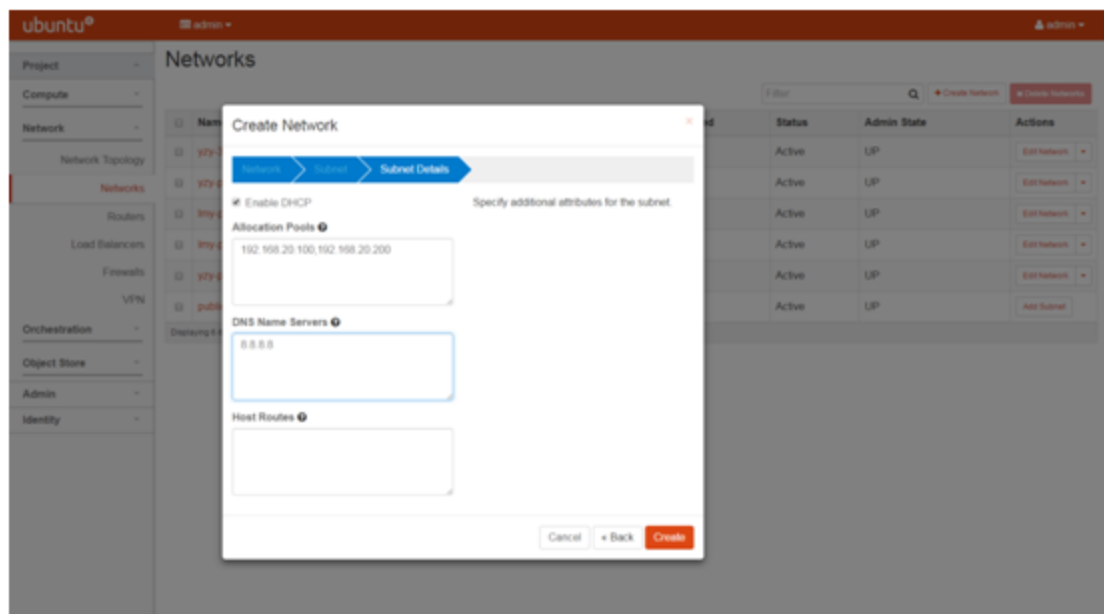 ubuntu
admin
admin
Project
Networks
Compute
Filter
+ Create Network
Delete Networks
Network
Create Network
Status
Admin State
Actions
Network Topology
Network
Subnet
Subnet Details
Active
UP
Edit Network
Networks
Enable DHCP
Specify additional attributes for the subnet.
Active
UP
Edit Network
Routers
Allocation Pools
Active
UP
Edit Network
Load Balancers
192.168.20.100,192.168.20.200
Active
UP
Edit Network
Firewalls
Active
UP
Edit Network
VPN
Active
UP
Add Subnet
Orchestration
DNS Name Servers
8.8.8.8
Object Store
Admin
Identity
Host Routes
Cancel
« Back
Create